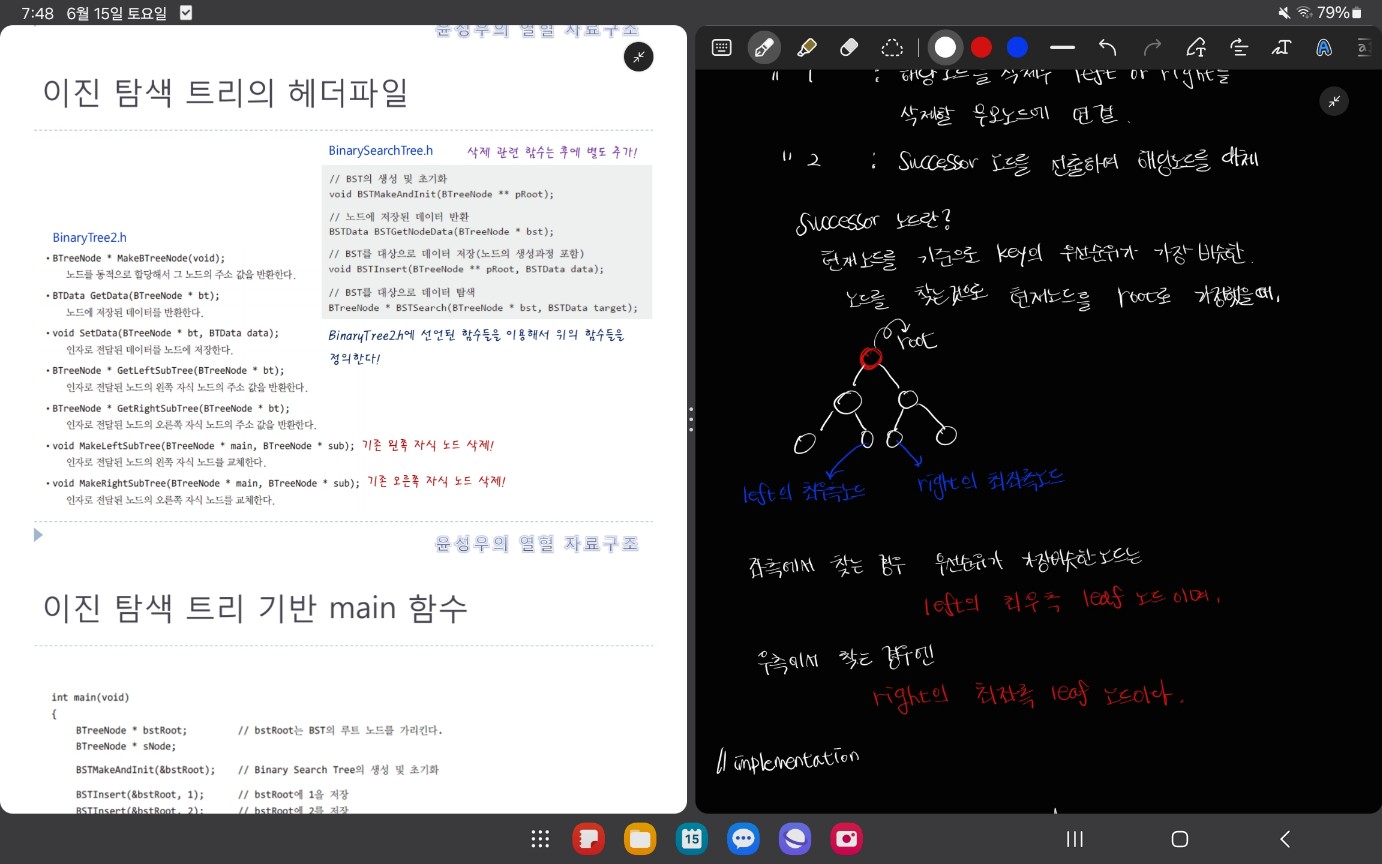 7:48 6월 15일 토요일
79%
윤성우의 열혈 자료구조
이진 탐색 트리의 헤더파일
BinarySearchTree.h 삭제 관련 함수는 후에 별도 추가!
// BST의 생성 및 초기화
void BSTMakeAndInit(BTreeNode ** pRoot);
// 노드에 저장된 데이터 반환
BSTData BSTGetNodeData(BTreeNode * bst);
// BST를 대상으로 데이터 저장(노드의 생성과정 포함)
void BSTInsert(BTreeNode ** pRoot, BSTData data);
// BST를 대상으로 데이터 탐색
BTreeNode * BSTSearch(BTreeNode * bst, BSTData target);
BinaryTree2.h에 선언된 함수들을 이용해서 위의 함수들을
정의한다!
BinaryTree2.h
• BTreeNode * MakeBTreeNode(void);
노드를 동적으로 할당해서 그 노드의 주소 값을 반환한다.
• BTData GetData(BTreeNode * bt);
노드에 저장된 데이터를 반환한다.
• void SetData(BTreeNode * bt, BTData data);
인자로 전달된 데이터를 노드에 저장한다.
• BTreeNode * GetLeftSubTree(BTreeNode * bt);
인자로 전달된 노드의 왼쪽 자식 노드의 주소 값을 반환한다.
• BTreeNode * GetRightSubTree(BTreeNode * bt);
인자로 전달된 노드의 오른쪽 자식 노드의 주소 값을 반환한다.
• void MakeLeftSubTree(BTreeNode * main, BTreeNode * sub); 기존 왼쪽 자식 노드 삭제!
인자로 전달된 노드의 왼쪽 자식 노드를 교체한다.
• void MakeRightSubTree(BTreeNode * main, BTreeNode * sub); 기존 오른쪽 자식 노드 삭제!
인자로 전달된 노드의 오른쪽 자식 노드를 교체한다.
윤성우의 열혈 자료구조
이진 탐색 트리 기반 main 함수
int main(void)
{
BTreeNode * bstRoot; // bstRoot는 BST의 루트 노드를 가리킨다.
BTreeNode * sNode;
BSTMakeAndInit(&bstRoot); // Binary Search Tree의 생성 및 초기화
BSTInsert(&bstRoot, 1); // bstRoot에 1을 저장
BSTInsert(&bstRoot, 2); // bstRoot에 2를 저장
" 1 : 해당노드를 삭제후 left or right를
삭제할 부모노드에 연결.
" 2 : Successor 노드를 선출하여 해당노드를 대체
Successor 노드란?
현재노드를 기준으로 key의 우선순위가 가장 비슷한
노드를 찾는것으로 현재노드를 root로 가정했을때,
root
left의 최우측노드 right의 최좌측노드
좌측에서 찾는 경우 우선순위가 가장비슷한노드는
left의 최우측 leaf 노드이며,
우측에서 찾는 경우엔
right의 최좌측 leaf 노드이다.
// implementation
15